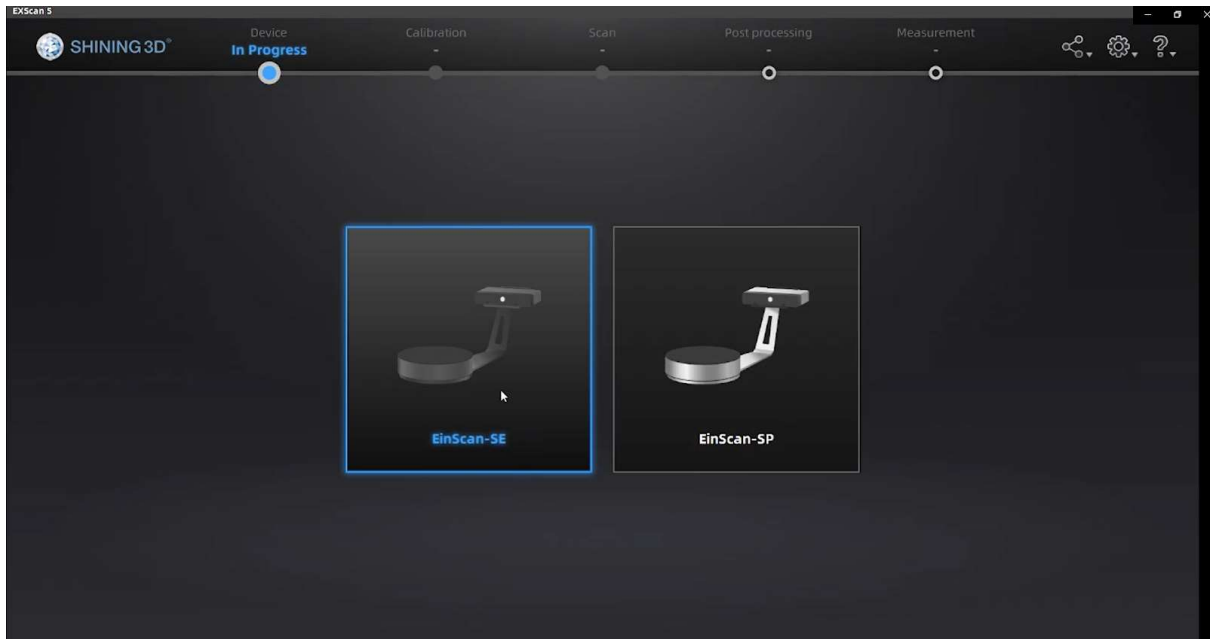 EXScan S
SHINING 3D®
Device
In Progress
Calibration
-
Scan
-
Post processing
-
Measurement
-
EinScan-SE
EinScan-SP